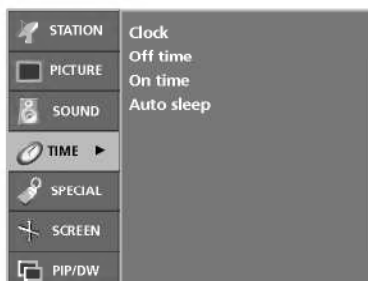 STATION
PICTURE
SOUND
TIME ►
SPECIAL
SCREEN
PIP/DW
Clock
Off time
On time
Auto sleep